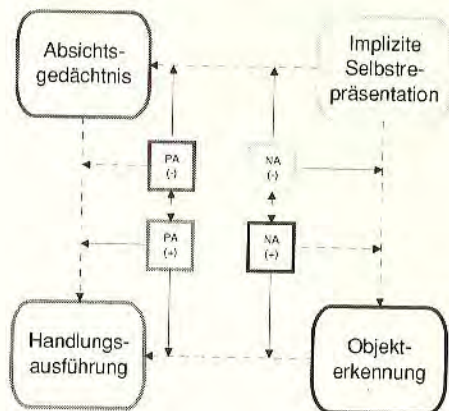 Absichts-
gedächtnis
Implizite
Selbstre-
präsentation
PA
(-)
NA
(-)
PA
(+)
NA
(+)
Handlungs-
ausführung
Objekt-
erkennung